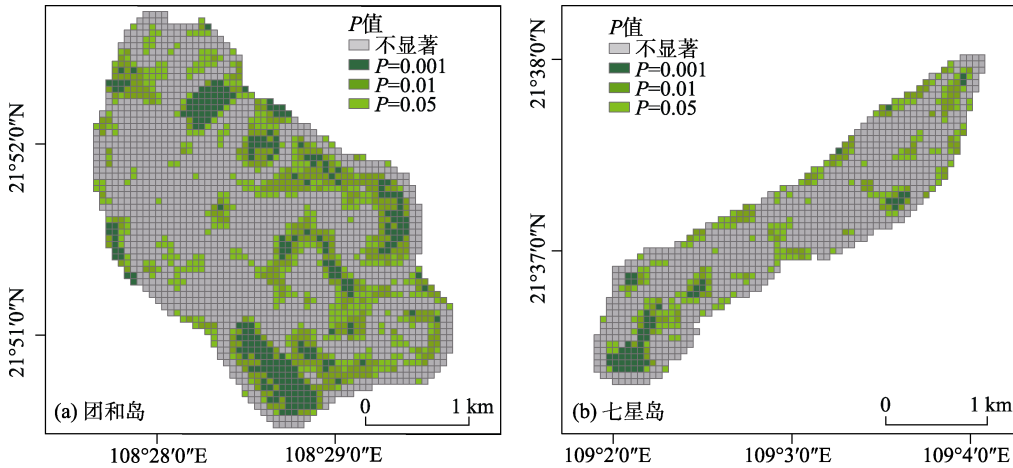 P值
不显著
P=0.001
P=0.01
P=0.05
21°52′0″N
21°51′0″N
(a) 团和岛
0 1 km
108°28′0″E 108°29′0″E
P值
不显著
P=0.001
P=0.01
P=0.05
21°38′0″N
21°37′0″N
(b) 七星岛
0 1 km
109°2′0″E 109°3′0″E 109°4′0″E